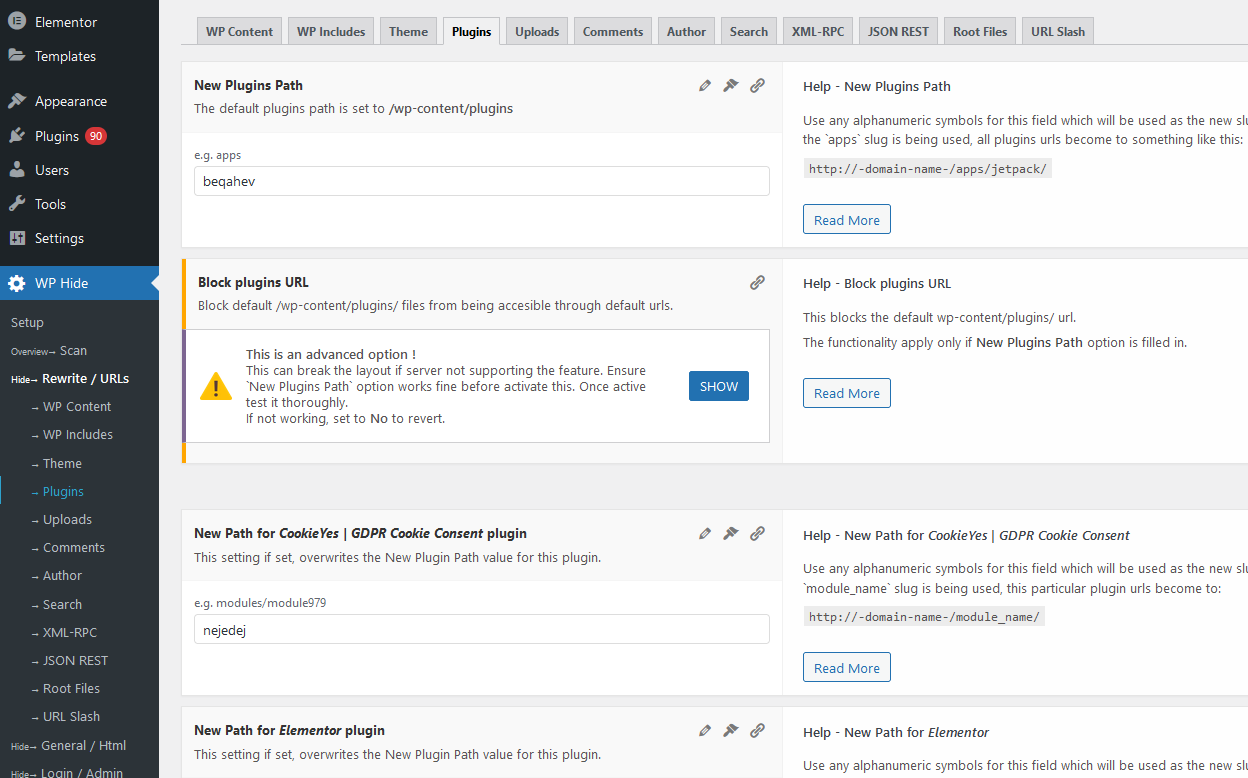 Elementor
Templates
Appearance
Plugins 90
Users
Tools
Settings
WP Hide
Setup
Overview→ Scan
Hide→ Rewrite / URLs
→ WP Content
→ WP Includes
→ Theme
→ Plugins
→ Uploads
→ Comments
→ Author
→ Search
→ XML-RPC
→ JSON REST
→ Root Files
→ URL Slash
Hide→ General / Html
Hide→ Login / Admin
WP Content
WP Includes
Theme
Plugins
Uploads
Comments
Author
Search
XML-RPC
JSON REST
Root Files
URL Slash
New Plugins Path
The default plugins path is set to /wp-content/plugins
e.g. apps
beqahev
Help - New Plugins Path
Use any alphanumeric symbols for this field which will be used as the new slu
the `apps` slug is being used, all plugins urls become to something like this:
http://-domain-name-/apps/jetpack/
Read More
Block plugins URL
Block default /wp-content/plugins/ files from being accesible through default urls.
This is an advanced option !
This can break the layout if server not supporting the feature. Ensure
`New Plugins Path` option works fine before activate this. Once active
test it thoroughly.
If not working, set to No to revert.
SHOW
Help - Block plugins URL
This blocks the default wp-content/plugins/ url.
The functionality apply only if New Plugins Path option is filled in.
Read More
New Path for CookieYes | GDPR Cookie Consent plugin
This setting if set, overwrites the New Plugin Path value for this plugin.
e.g. modules/module979
nejedej
Help - New Path for CookieYes | GDPR Cookie Consent
Use any alphanumeric symbols for this field which will be used as the new slu
`module_name` slug is being used, this particular plugin urls become to:
http://-domain-name-/module_name/
Read More
New Path for Elementor plugin
This setting if set, overwrites the New Plugin Path value for this plugin.
Help - New Path for Elementor
Use any alphanumeric symbols for this field which will be used as the new slu